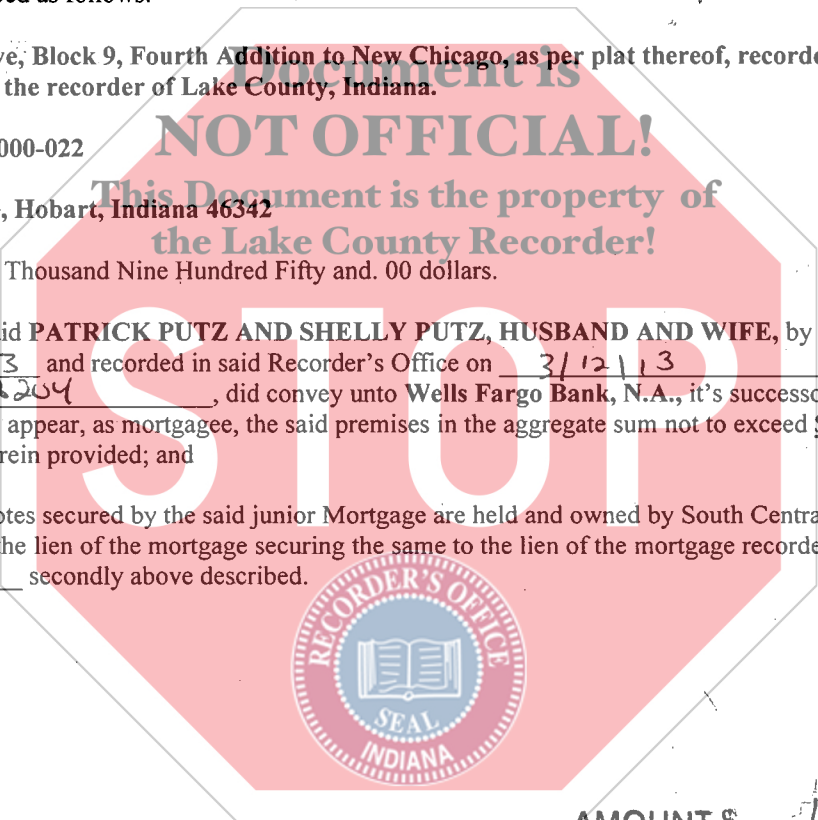 ed as follows:
ve, Block 9, Fourth Addition to New Chicago, as per plat thereof, recorde
the recorder of Lake County, Indiana.
Document is
NOT OFFICIAL!
000-022
This Document is the property of
, Hobart, Indiana 46342
the Lake County Recorder!
Thousand Nine Hundred Fifty and. 00 dollars.
id PATRICK PUTZ AND SHELLY PUTZ, HUSBAND AND WIFE, by
3 and recorded in said Recorder's Office on 3/12/13
8204, did convey unto Wells Fargo Bank, N.A., it's successo
appear, as mortgagee, the said premises in the aggregate sum not to exceed $
rein provided; and
STOP
otes secured by the said junior Mortgage are held and owned by South Centra
he lien of the mortgage securing the same to the lien of the mortgage recorde
secondly above described.
RECORDER'S OFFICE
SEAL
INDIANA
AMOUNT $